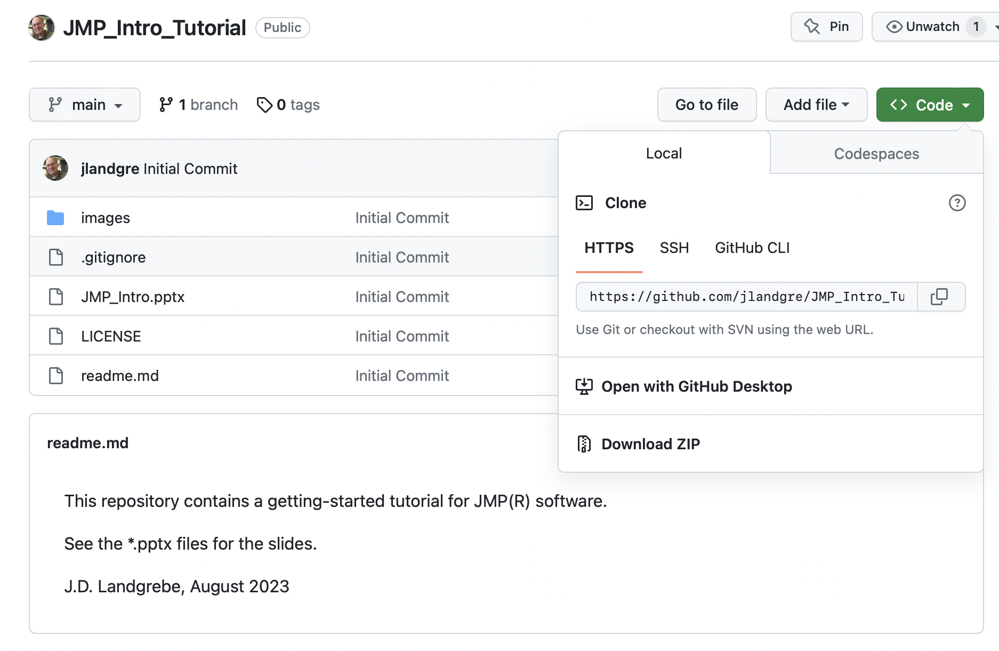 JMP_Intro_Tutorial Public Pin Unwatch 1
main 1 branch 0 tags Go to file Add file Code
Local Codespaces
jlandgre Initial Commit
Clone
images Initial Commit
HTTPS SSH GitHub CLI
.gitignore Initial Commit
JMP_Intro.pptx Initial Commit
https://github.com/jlandgre/JMP_Intro_Tu
Use Git or checkout with SVN using the web URL.
LICENSE Initial Commit
readme.md Initial Commit
Open with GitHub Desktop
Download ZIP
readme.md
This repository contains a getting-started tutorial for JMP(R) software.
See the *.pptx files for the slides.
J.D. Landgrebe, August 2023